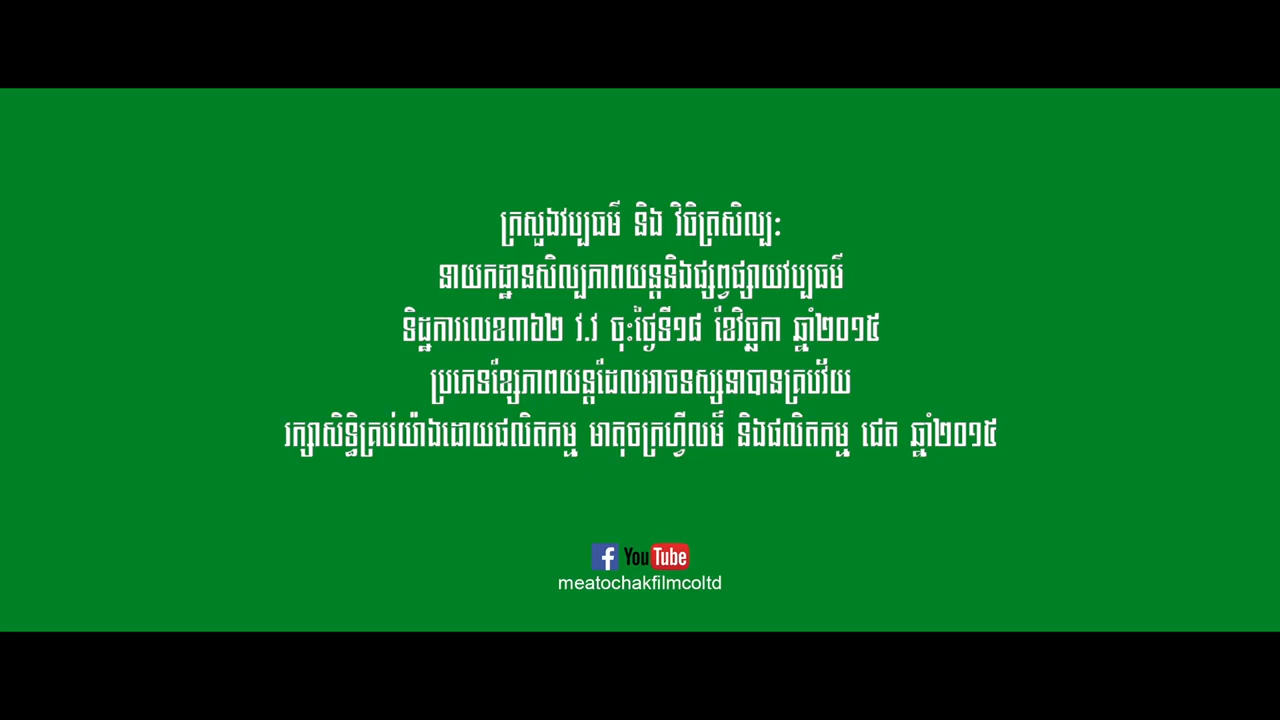 ក្រសួងវប្បធម៌ និង វិចិត្រសិល្បៈ
នាយកដ្ឋានសិល្បភាពយន្តនិងផ្សព្វផ្សាយវប្បធម៌
ទិដ្ឋការលេខ៣៦២ វ.វ ចុះថ្ងៃទី១៨ ខែវិច្ឆកា ឆ្នាំ២០១៥
ប្រភេទខ្សែភាពយន្តដែលអាចទស្សនាបានគ្រប់វ័យ
រក្សាសិទ្ធិគ្រប់យ៉ាងដោយផលិតកម្ម មាតុចក្រហ្វីលម៍ និងផលិតកម្ម ជេត ឆ្នាំ២០១៥
f YouTube
meatochakfilmcoltd